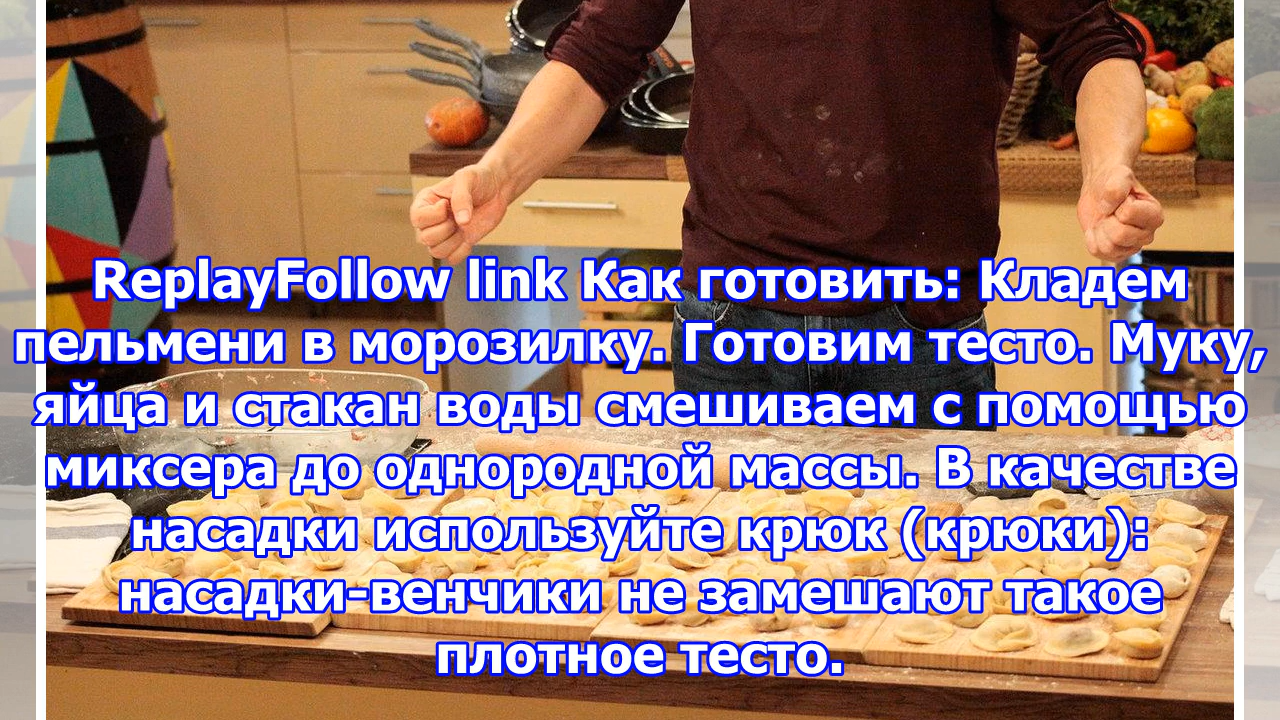 ReplayFollow link Как готовить: Кладем
пельмени в морозилку. Готовим тесто. Муку,
яйца и стакан воды смешиваем с помощью
миксера до однородной массы. В качестве
насадки используйте крюк (крюки):
насадки-венчики не замешают такое
плотное тесто.